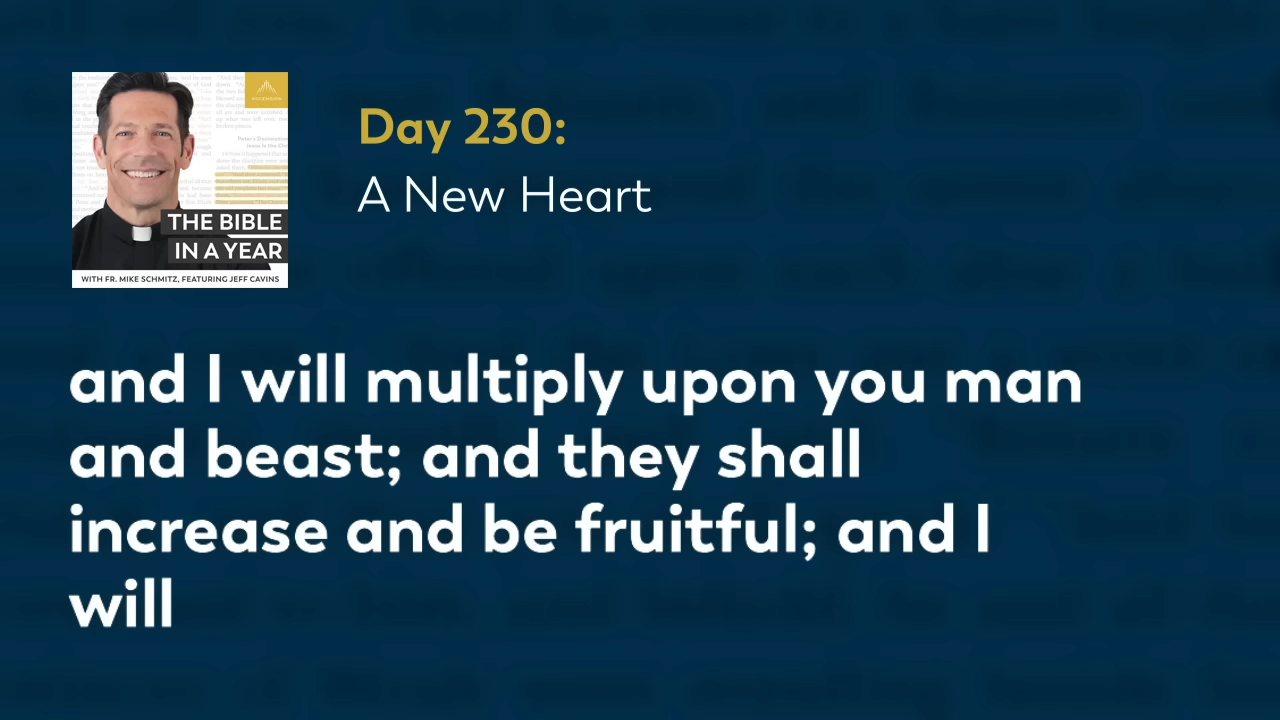 ASCENSION
THE BIBLE
IN A YEAR
WITH FR. MIKE SCHMITZ, FEATURING JEFF CAVINS
Day 230:
A New Heart
and I will multiply upon you man
and beast; and they shall
increase and be fruitful; and I
will